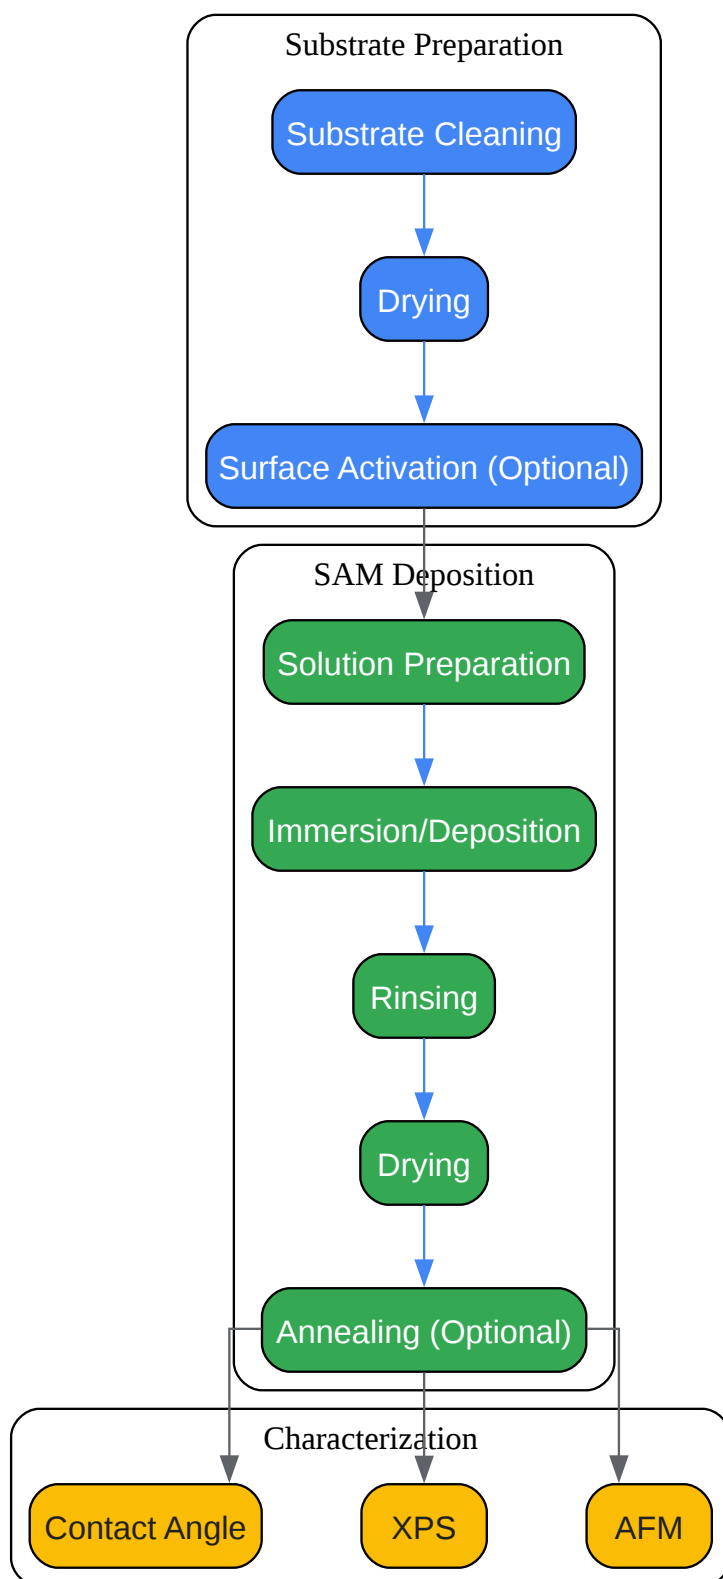 Substrate Preparation
Substrate Cleaning
Drying
Surface Activation (Optional)
SAM Deposition
Solution Preparation
Immersion/Deposition
Rinsing
Drying
Annealing (Optional)
Characterization
Contact Angle
XPS
AFM